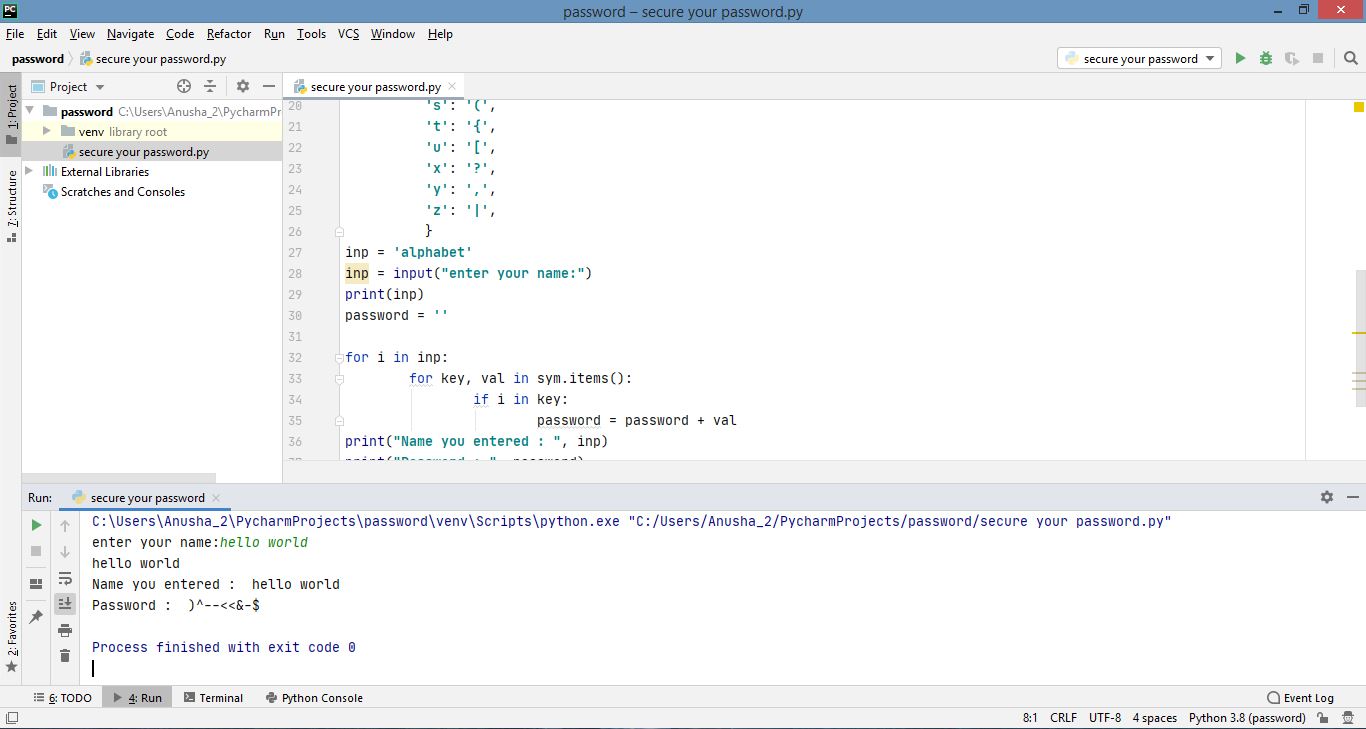 PC
password – secure your password.py
File Edit View Navigate Code Refactor Run Tools VCS Window Help
password secure your password.py
secure your password
1: Project
Project
secure your password.py
password C:\Users\Anusha_2\PycharmPr
venv library root
secure your password.py
External Libraries
Scratches and Consoles
7: Structure
20 's': '(',
21 't': '{',
22 'u': '[',
23 'x': '?',
24 'y': ',',
25 'z': '|',
26 }
27 inp = 'alphabet'
28 inp = input("enter your name:")
29 print(inp)
30 password = ''
31
32 for i in inp:
33 for key, val in sym.items():
34 if i in key:
35 password = password + val
36 print("Name you entered : ", inp)
print("Password : ", password)
Run: secure your password
C:\Users\Anusha_2\PycharmProjects\password\venv\Scripts\python.exe "C:/Users/Anusha_2/PycharmProjects/password/secure your password.py"
enter your name:hello world
hello world
Name you entered :  hello world
Password :  )^--<<&-$
Process finished with exit code 0
2: Favorites
6: TODO 4: Run Terminal Python Console Event Log
8:1 CRLF UTF-8 4 spaces Python 3.8 (password)